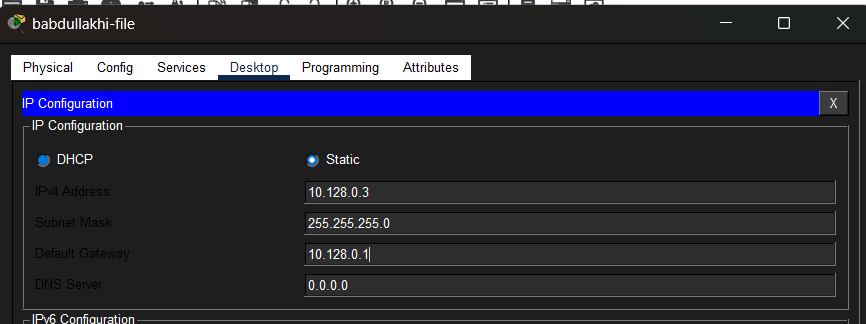 babdullakhi-file
Physical Config Services Desktop Programming Attributes
IP Configuration X
IP Configuration
DHCP Static
IPv4 Address 10.128.0.3
Subnet Mask 255.255.255.0
Default Gateway 10.128.0.1
DNS Server 0.0.0.0
IPv6 Configuration